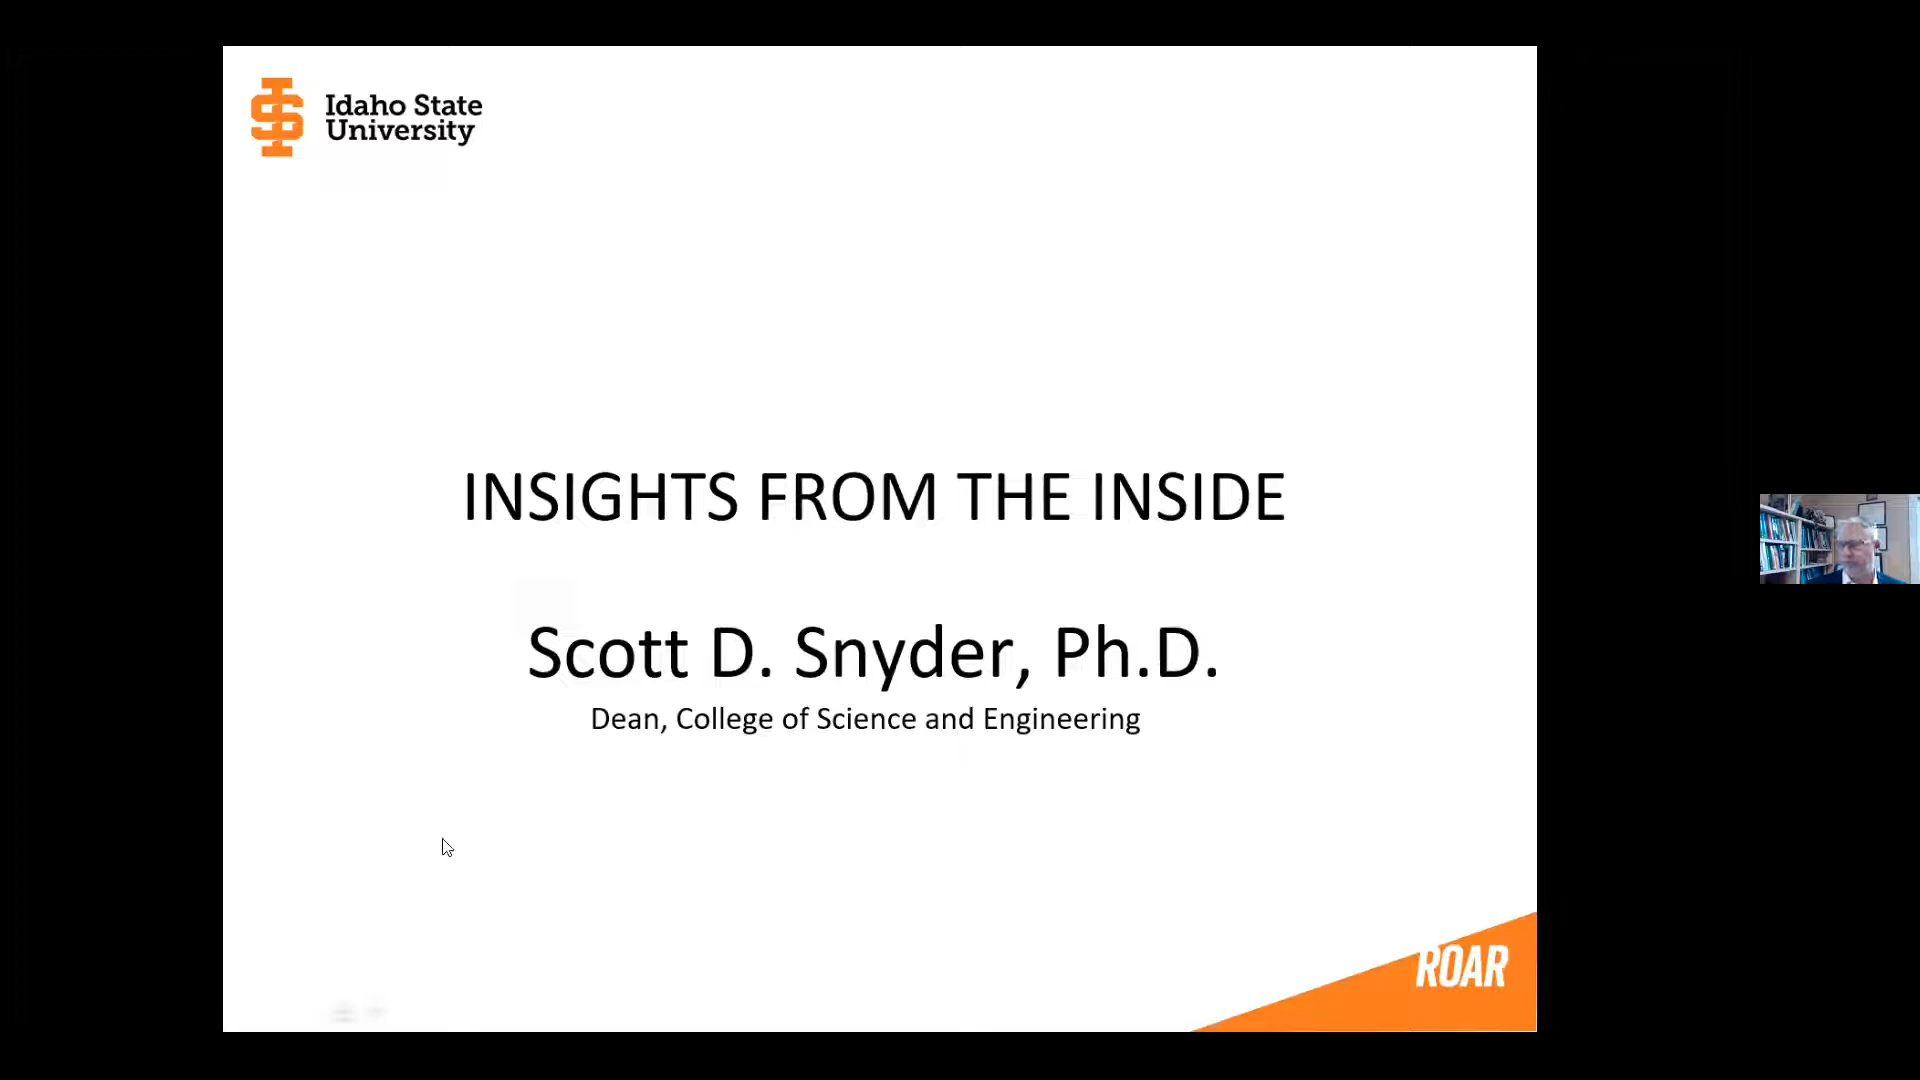 Idaho State
University
INSIGHTS FROM THE INSIDE
Scott D. Snyder, Ph.D.
Dean, College of Science and Engineering
ROAR